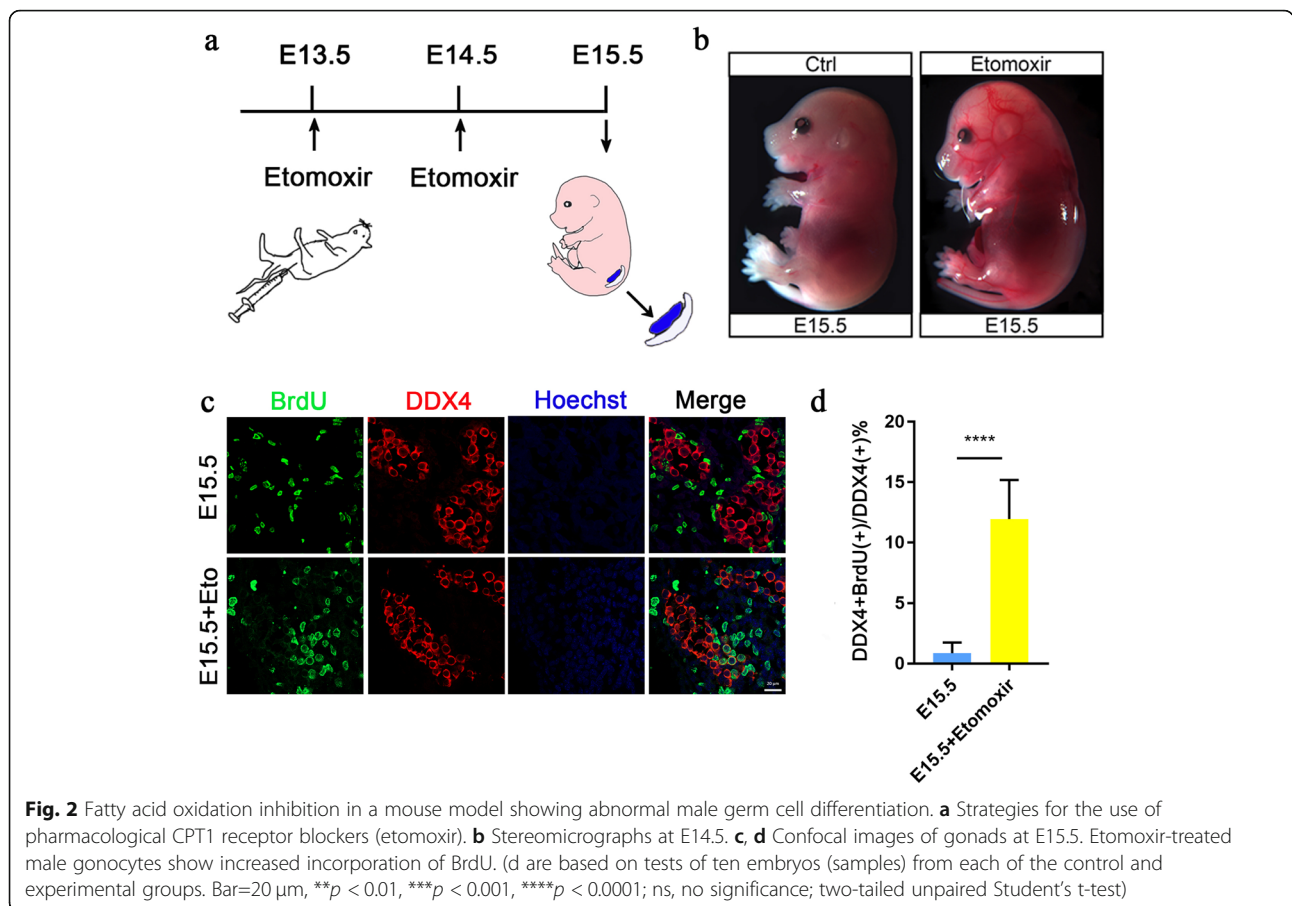 a
E13.5 E14.5 E15.5
Etomoxir Etomoxir
b
Ctrl Etomoxir
E15.5 E15.5
c
BrdU DDX4 Hoechst Merge
E15.5
E15.5+Eto
20 μm
d
DDX4+BrdU(+)/DDX4(+)%
20
15
10
5
0
****
E15.5
E15.5+Etomoxir
Fig. 2 Fatty acid oxidation inhibition in a mouse model showing abnormal male germ cell differentiation. a Strategies for the use of
pharmacological CPT1 receptor blockers (etomoxir). b Stereomicrographs at E14.5. c, d Confocal images of gonads at E15.5. Etomoxir-treated
male gonocytes show increased incorporation of BrdU. (d are based on tests of ten embryos (samples) from each of the control and
experimental groups. Bar=20 μm, **p < 0.01, ***p < 0.001, ****p < 0.0001; ns, no significance; two-tailed unpaired Student's t-test)